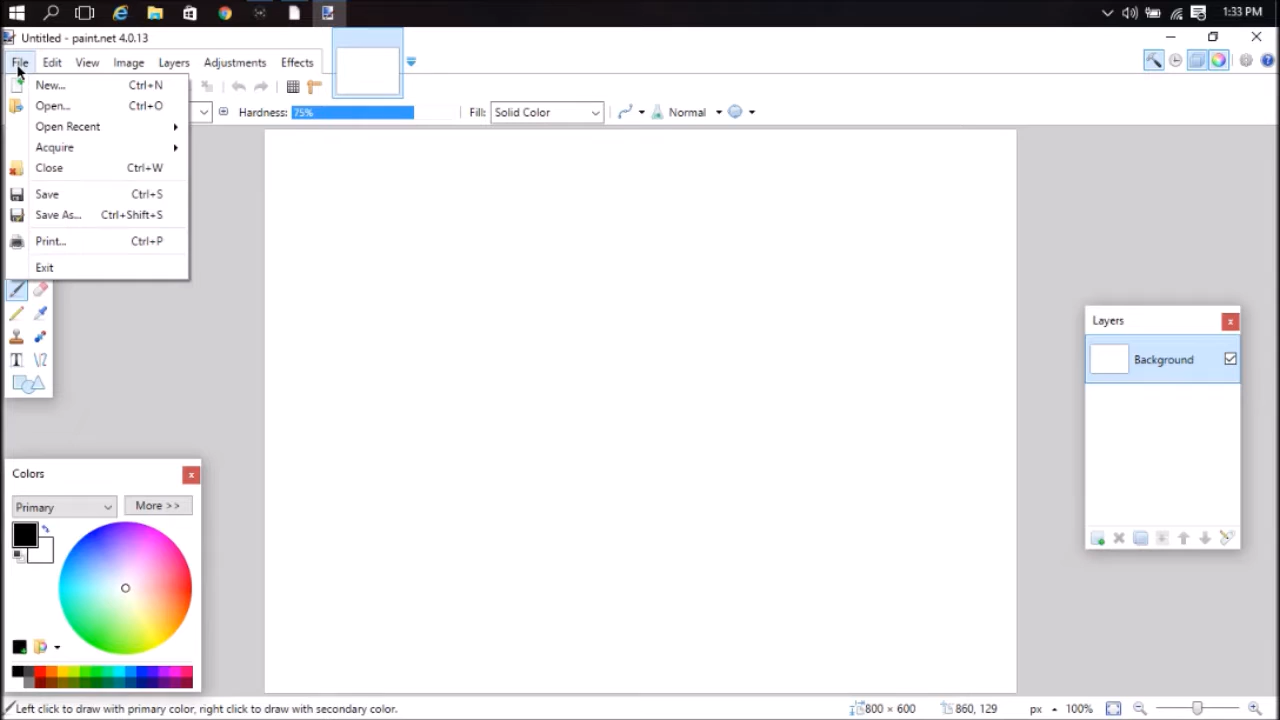 1:33 PM
Untitled - paint.net 4.0.13
File Edit View Image Layers Adjustments Effects
New... Ctrl+N
Open... Ctrl+O
Open Recent
Acquire
Close Ctrl+W
Save Ctrl+S
Save As... Ctrl+Shift+S
Print... Ctrl+P
Exit
Hardness: 75% Fill: Solid Color Normal
Layers
Background
Colors
Primary More >>
Left click to draw with primary color, right click to draw with secondary color. 800 × 600 860, 129 px 100%